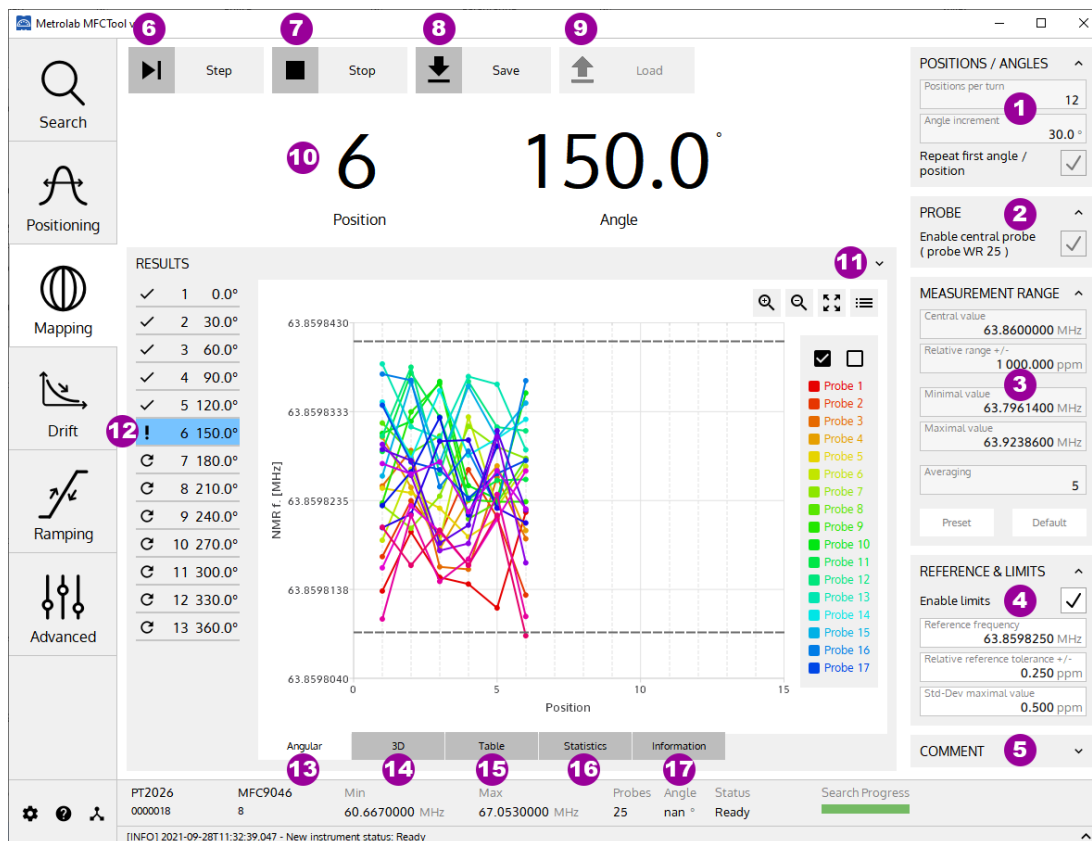 Metrolab MFCTool v
6
7
8
9
Step
Stop
Save
Load
Search
Positioning
Mapping
Drift
Ramping
Advanced
10
6
Position
150.0°
Angle
RESULTS
11
1 0.0°
2 30.0°
3 60.0°
4 90.0°
5 120.0°
12
! 6 150.0°
7 180.0°
8 210.0°
9 240.0°
10 270.0°
11 300.0°
12 330.0°
13 360.0°
NMR f. [MHz]
63.8598430
63.8598333
63.8598235
63.8598138
63.8598040
0 5 10 15
Position
Probe 1
Probe 2
Probe 3
Probe 4
Probe 5
Probe 6
Probe 7
Probe 8
Probe 9
Probe 10
Probe 11
Probe 12
Probe 13
Probe 14
Probe 15
Probe 16
Probe 17
Angular 3D Table Statistics Information
13 14 15 16 17
POSITIONS / ANGLES
Positions per turn
12
1
Angle increment
30.0 °
Repeat first angle /
position
PROBE
2
Enable central probe
( probe WR 25 )
MEASUREMENT RANGE
Central value
63.8600000 MHz
Relative range +/-
1 000.000 ppm
3
Minimal value
63.7961400 MHz
Maximal value
63.9238600 MHz
Averaging
5
Preset Default
REFERENCE & LIMITS
Enable limits
4
Reference frequency
63.8598250 MHz
Relative reference tolerance +/-
0.250 ppm
Std-Dev maximal value
0.500 ppm
COMMENT
5
PT2026 MFC9046 Min Max Probes Angle Status Search Progress
0000018 8 60.6670000 MHz 67.0530000 MHz 25 nan ° Ready
[INFO] 2021-09-28T11:32:39.047 - New instrument status: Ready